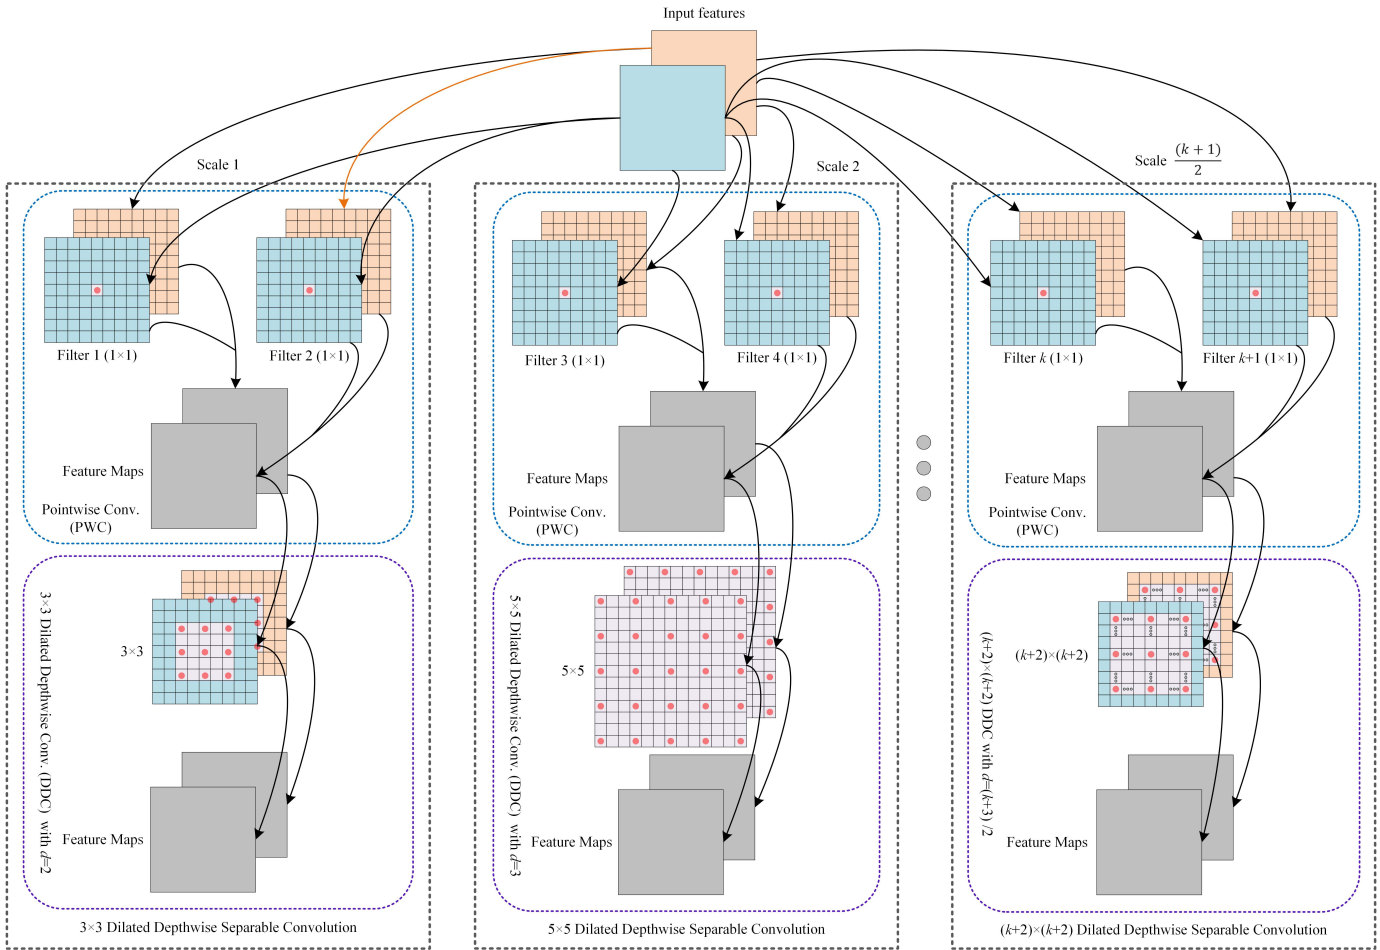 Input features
Scale 1
Scale 2
Scale (k + 1)/2
Filter 1 (1×1)
Filter 2 (1×1)
Filter 3 (1×1)
Filter 4 (1×1)
Filter k (1×1)
Filter k+1 (1×1)
Feature Maps
Pointwise Conv.
(PWC)
Feature Maps
Pointwise Conv.
(PWC)
Feature Maps
Pointwise Conv.
(PWC)
3×3 Dilated Depthwise Conv. (DDC) with d=2
3×3
Feature Maps
5×5 Dilated Depthwise Conv. (DDC) with d=3
5×5
Feature Maps
(k+2)×(k+2) DDC with d=(k+3) /2
(k+2)×(k+2)
Feature Maps
3×3 Dilated Depthwise Separable Convolution
5×5 Dilated Depthwise Separable Convolution
(k+2)×(k+2) Dilated Depthwise Separable Convolution